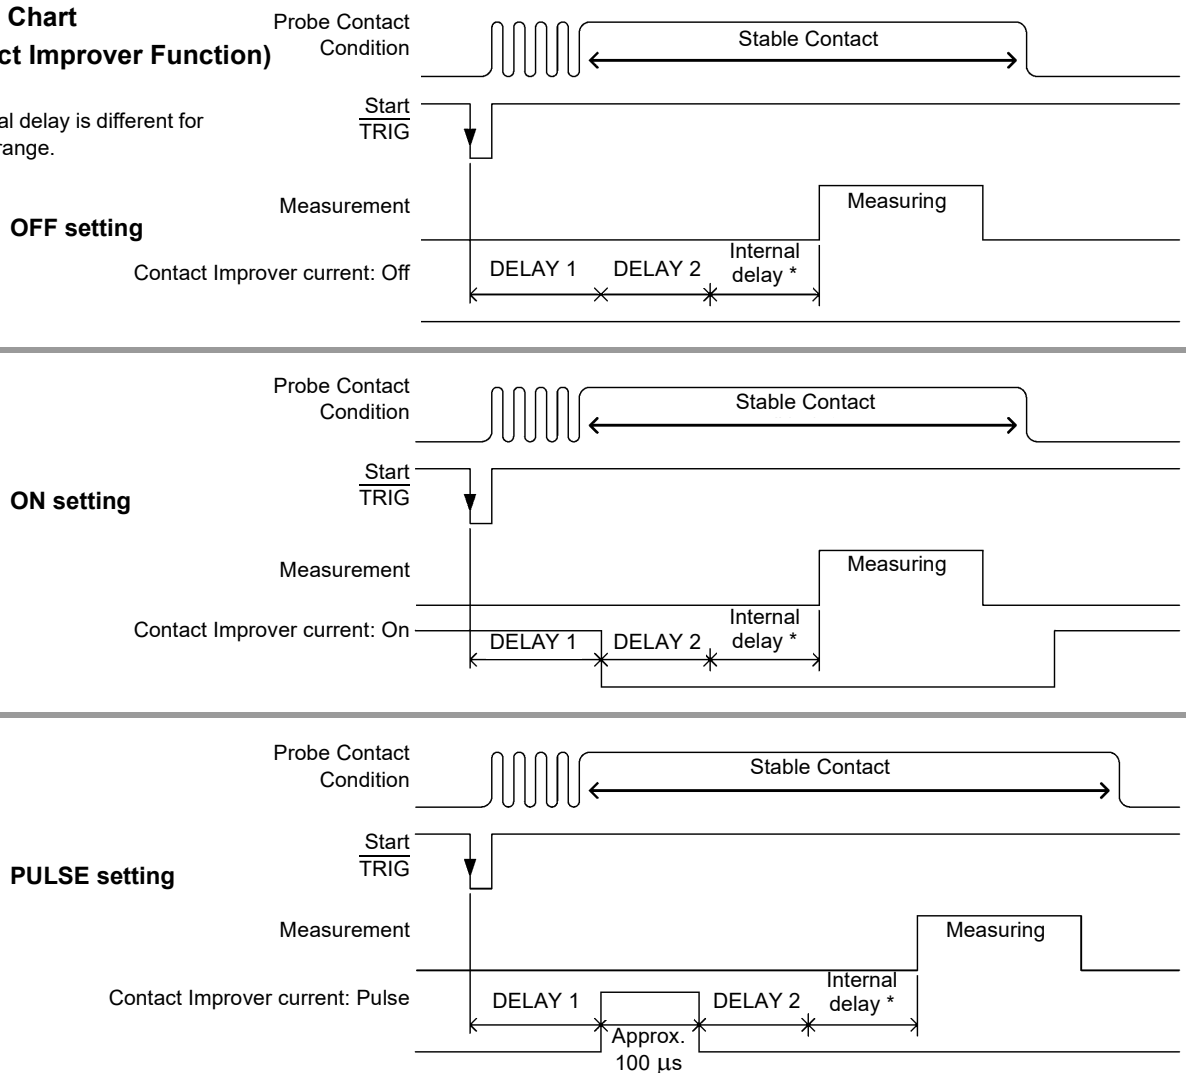 Chart
ct Improver Function)
al delay is different for
range.
Probe Contact
Condition
Stable Contact
Start
TRIG
OFF setting
Measurement
Measuring
Contact Improver current: Off
DELAY 1
DELAY 2
Internal
delay *
Probe Contact
Condition
Stable Contact
ON setting
Start
TRIG
Measurement
Measuring
Contact Improver current: On
DELAY 1
DELAY 2
Internal
delay *
Probe Contact
Condition
Stable Contact
PULSE setting
Start
TRIG
Measurement
Measuring
Contact Improver current: Pulse
DELAY 1
Approx.
100 µs
DELAY 2
Internal
delay *